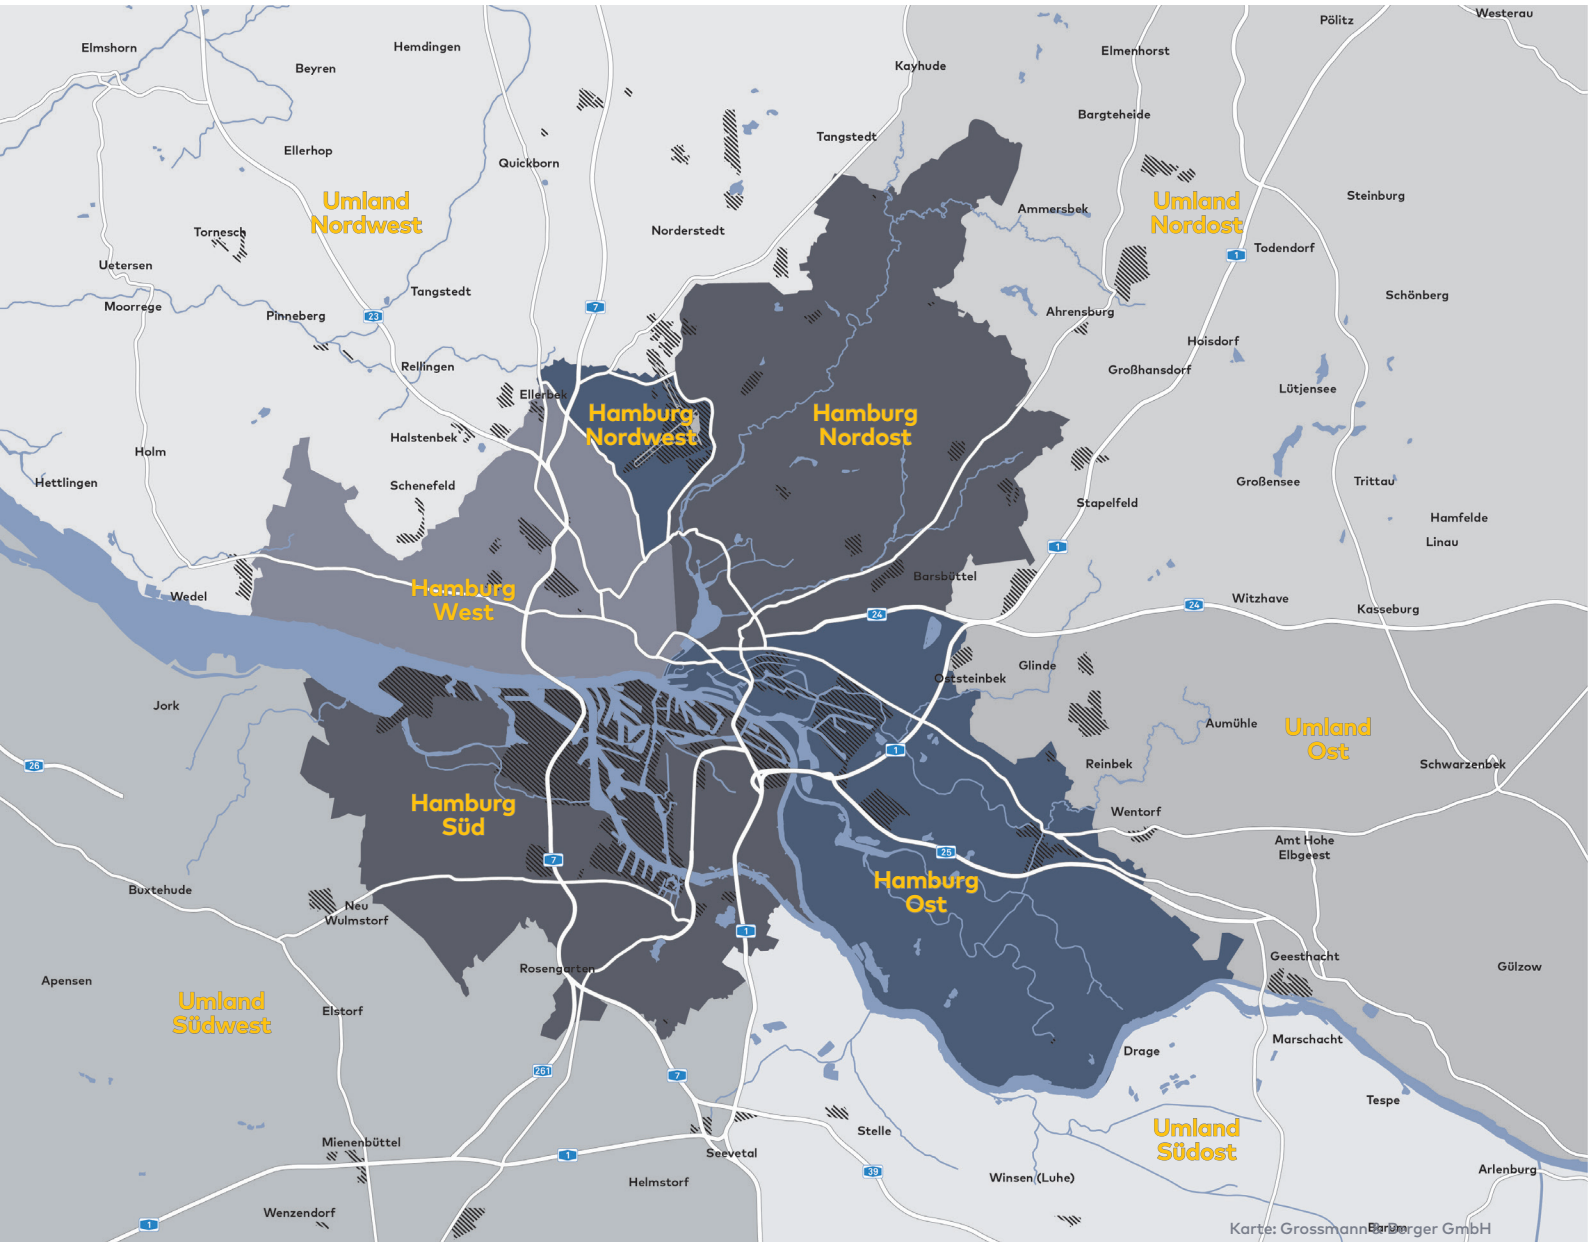 Westerau
Pölitz
Elmshorn
Hemdingen
Elmenhorst
Beyren
Kayhude
Bargteheide
Tangstedt
Ellerhop
Quickborn
Umland
Nordwest
Umland
Nordost
Steinburg
Ammersbek
Tornesch
Norderstedt
Todendorf
1
Uetersen
Tangstedt
Schönberg
Moorrege
Pinneberg
23
7
Ahrensburg
Hoisdorf
Rellingen
Großhansdorf
Lütjensee
Ellerbek
Hamburg
Nordwest
Hamburg
Nordost
Halstenbek
Holm
Hettlingen
Schenefeld
Großensee
Trittau
Stapelfeld
Hamfelde
Linau
1
Barsbüttel
Hamburg
West
Wedel
24
24
Witzhave
Kasseburg
Glinde
Oststeinbek
Jork
Aumühle
Umland
Ost
26
1
Reinbek
Schwarzenbek
Hamburg
Süd
Wentorf
Amt Hohe
Elbgeest
7
25
Buxtehude
Hamburg
Ost
Neu
Wulmstorf
1
Rosengarten
Geesthacht
Gülzow
Apensen
Umland
Südwest
Elstorf
Marschacht
Drage
261
7
Tespe
Stelle
Umland
Südost
Mienenbüttel
1
Seevetal
39
Winsen (Luhe)
Arlenburg
Helmstorf
Wenzendorf
1
Karte: Grossmann & Berger GmbH
Barum